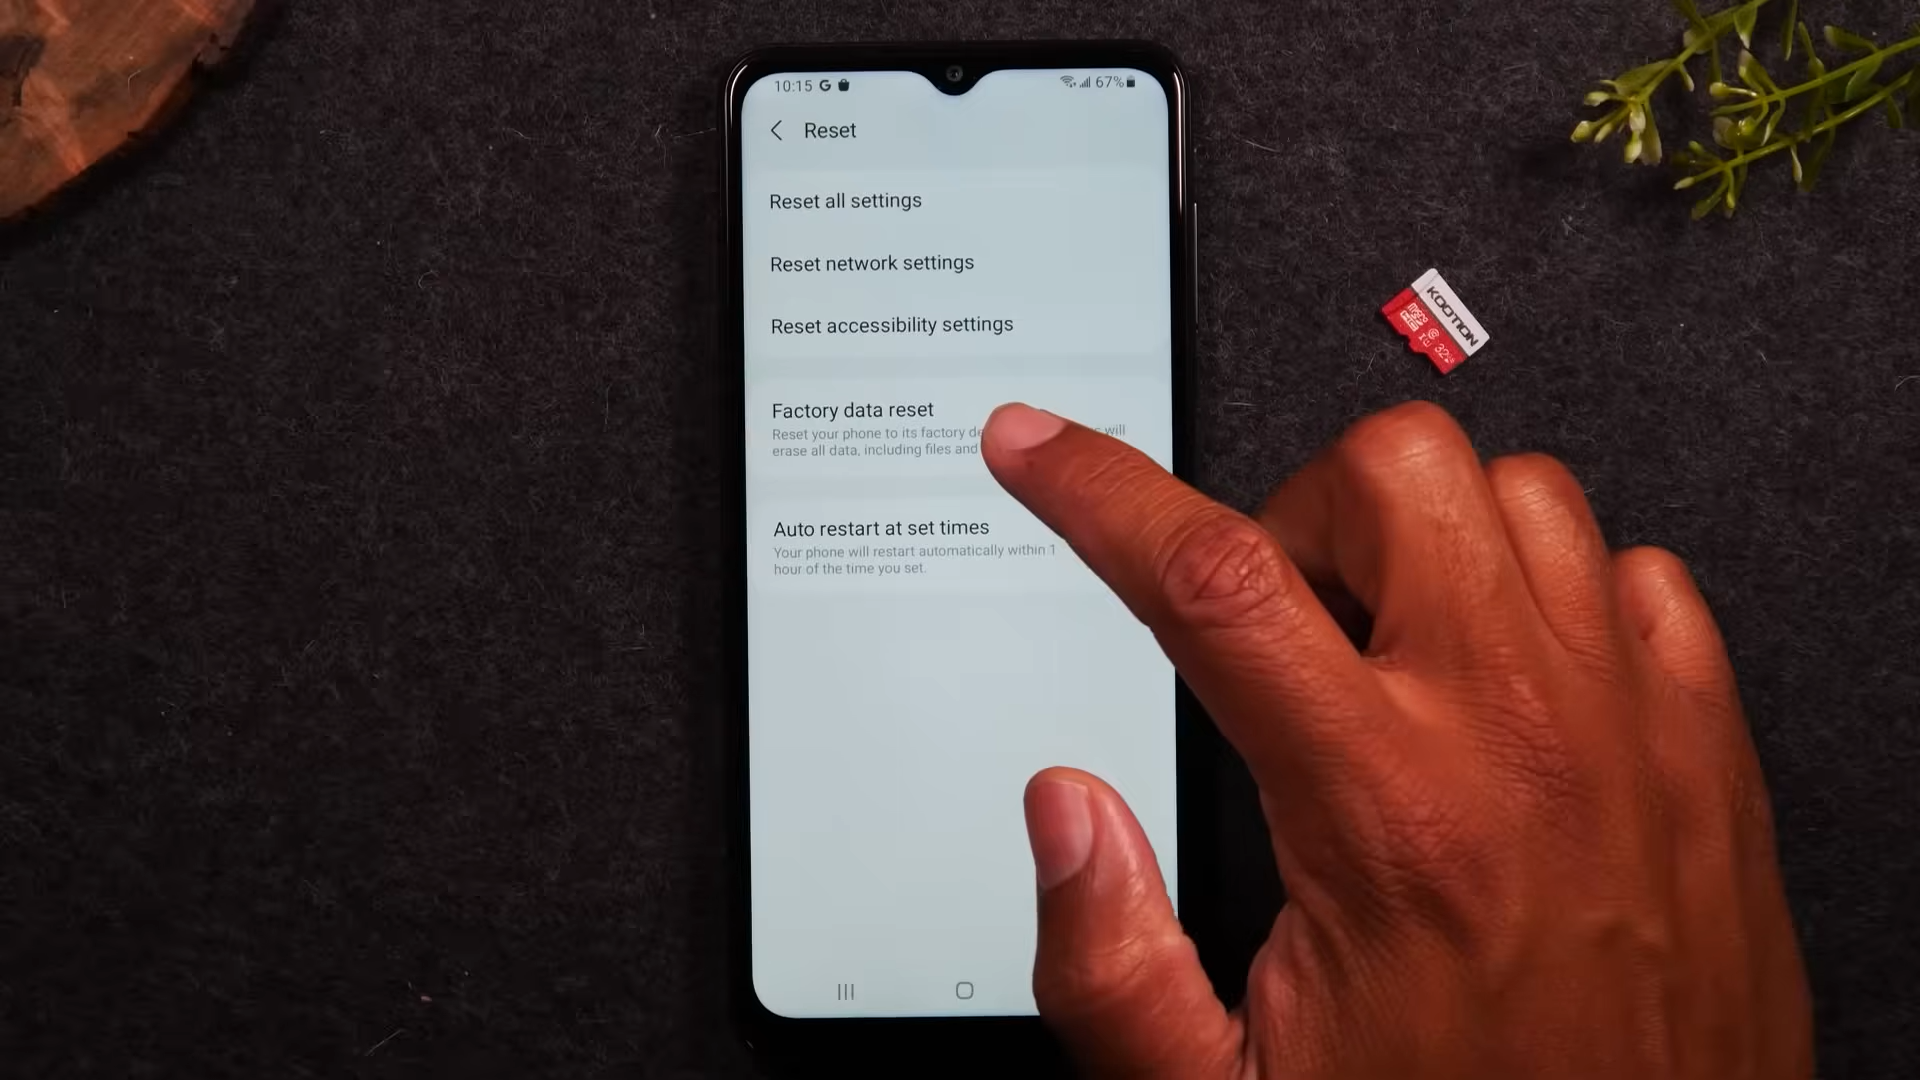 10:15 G 67%
Reset
Reset all settings
Reset network settings
Reset accessibility settings
Factory data reset
Reset your phone to its factory will
erase all data, including files and
Auto restart at set times
Your phone will restart automatically within 1
hour of the time you set.
KOOTION
32